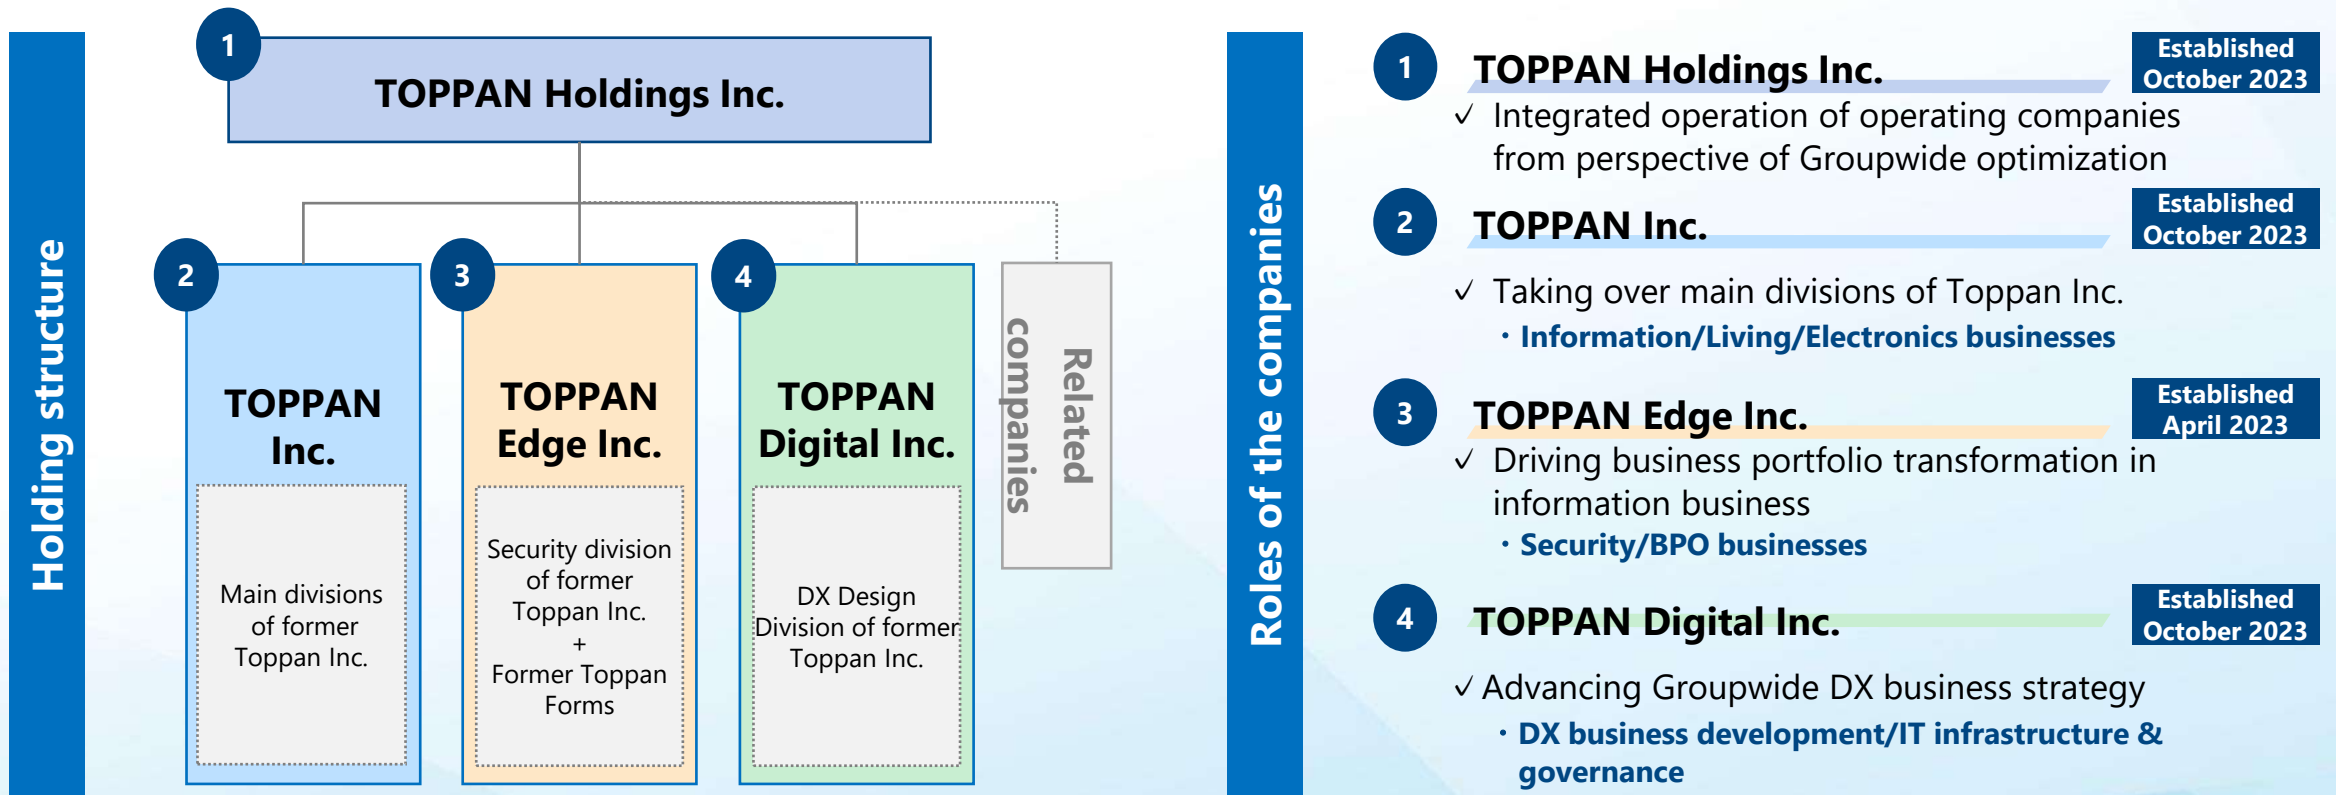 Holding structure
1
TOPPAN Holdings Inc.
2
TOPPAN
Inc.
Main divisions
of former
Toppan Inc.
3
TOPPAN
Edge Inc.
Security division
of former
Toppan Inc.
+
Former Toppan
Forms
4
TOPPAN
Digital Inc.
DX Design
Division of former
Toppan Inc.
Related
companies
Roles of the companies
1
TOPPAN Holdings Inc.
Established
October 2023
✓ Integrated operation of operating companies
from perspective of Groupwide optimization
2
TOPPAN Inc.
Established
October 2023
✓ Taking over main divisions of Toppan Inc.
・Information/Living/Electronics businesses
3
TOPPAN Edge Inc.
Established
April 2023
✓ Driving business portfolio transformation in
information business
・Security/BPO businesses
4
TOPPAN Digital Inc.
Established
October 2023
✓ Advancing Groupwide DX business strategy
・DX business development/IT infrastructure &
governance